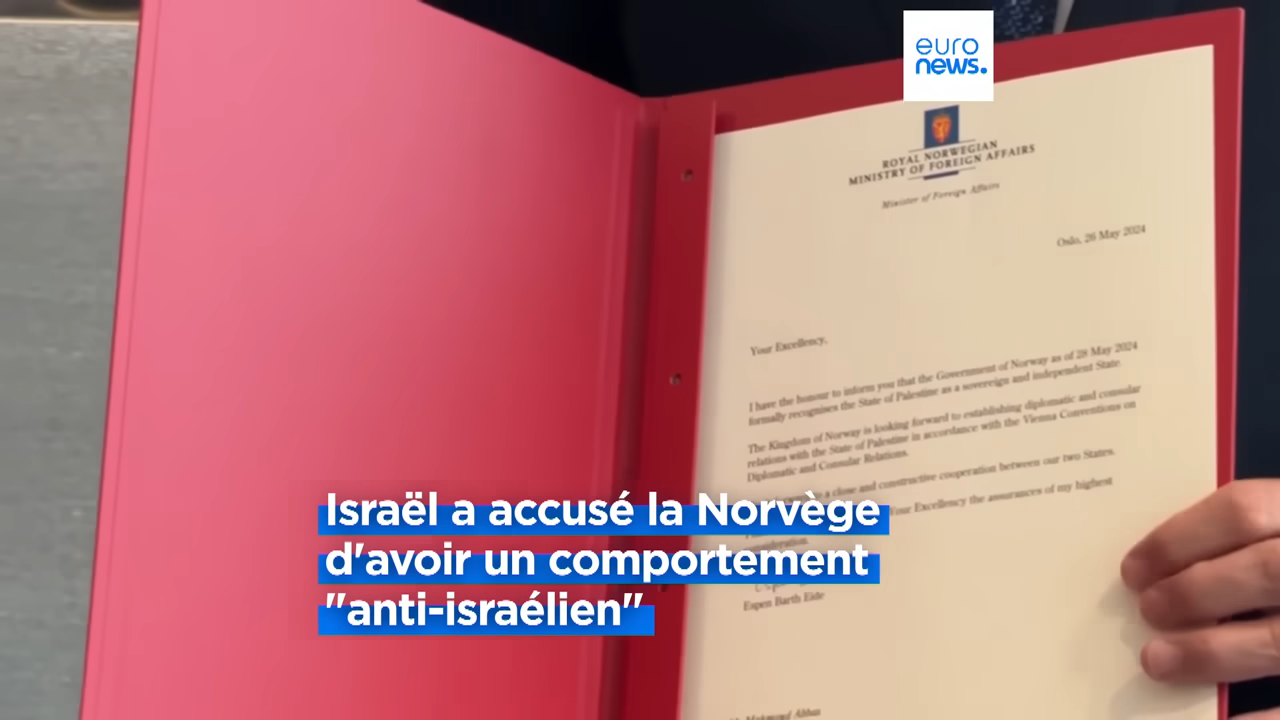 euro
news.
ROYAL NORWEGIAN
MINISTRY OF FOREIGN AFFAIRS
Minister of Foreign Affairs
Oslo, 26 May 2024
Your Excellency,
I have the honour to inform you that the Government of Norway as of 28 May 2024
formally recognises the State of Palestine as a sovereign and independent State.
The Kingdom of Norway is looking forward to establishing diplomatic and consular
relations with the State of Palestine in accordance with the Vienna Conventions on
Diplomatic and Consular Relations.
a close and constructive cooperation between our two States.
Your Excellency the assurances of my highest
consideration.
Espen Barth Eide
Mahmoud Abbas
Israël a accusé la Norvège
d'avoir un comportement
"anti-israélien"